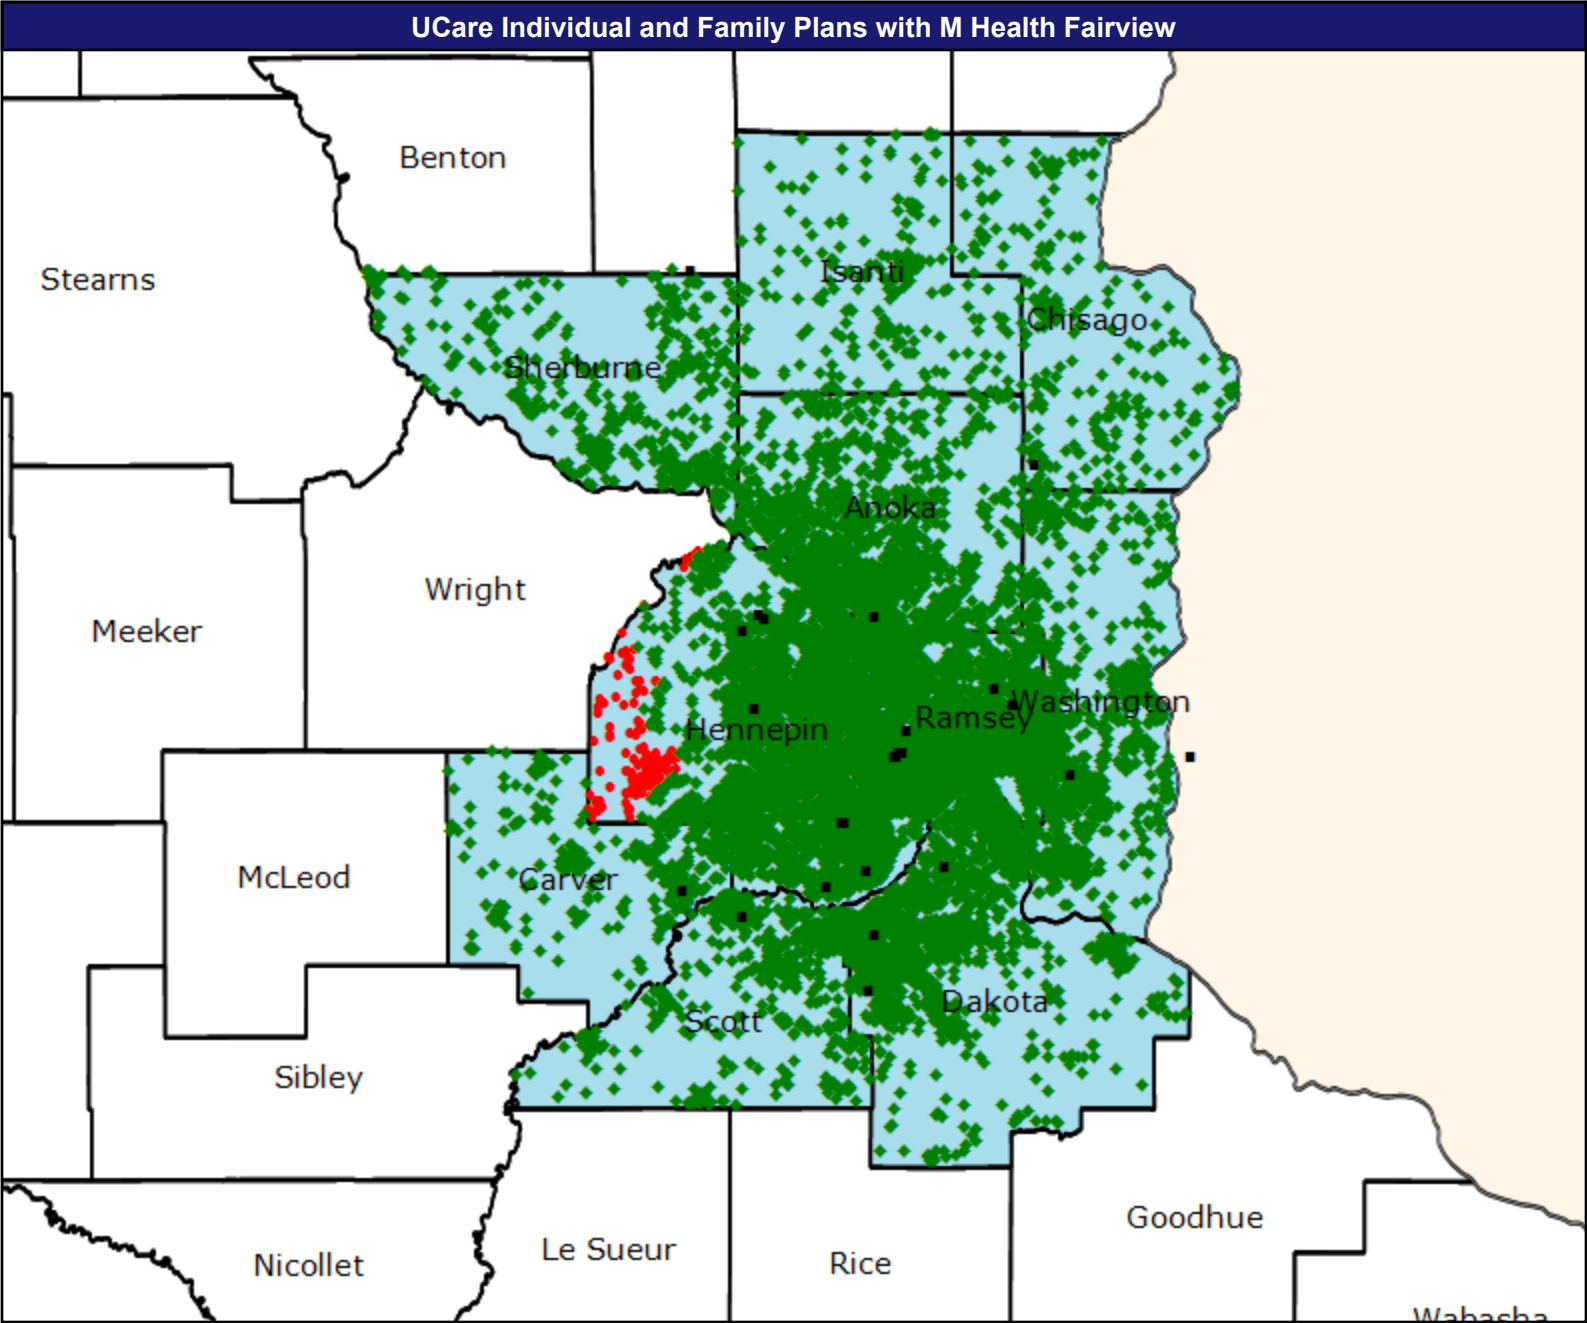 UCare Individual and Family Plans with M Health Fairview
Benton
Stearns
Isanti
Chisago
Sherburne
Anoka
Wright
Meeker
Washington
Ramsey
Hennepin
McLeod
Carver
Dakota
Scott
Sibley
Goodhue
Le Sueur
Rice
Nicollet
Wabasha